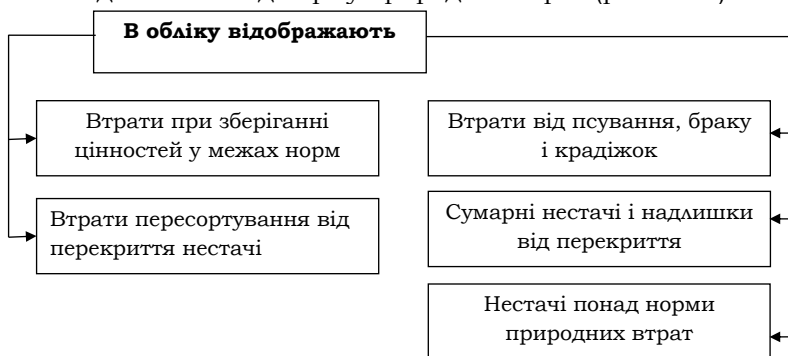 В обліку відображають
Втрати при зберіганні
цінностей у межах норм
Втрати пересортування від
перекриття нестачі
Втрати від псування, браку
і крадіжок
Сумарні нестачі і надлишки
від перекриття
Нестачі понад норми
природних втрат